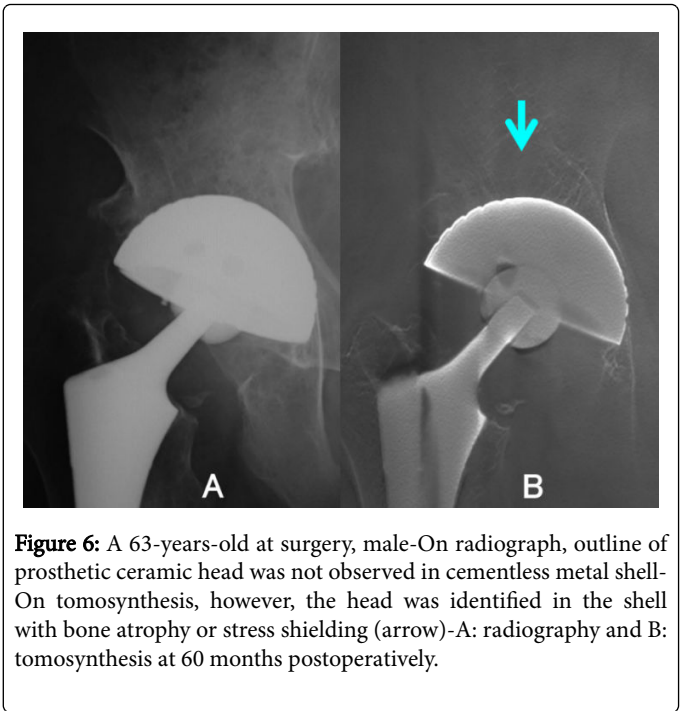 A
B
Figure 6: A 63-years-old at surgery, male-On radiograph, outline of
prosthetic ceramic head was not observed in cementless metal shell-
On tomosynthesis, however, the head was identified in the shell
with bone atrophy or stress shielding (arrow)-A: radiography and B:
tomosynthesis at 60 months postoperatively.